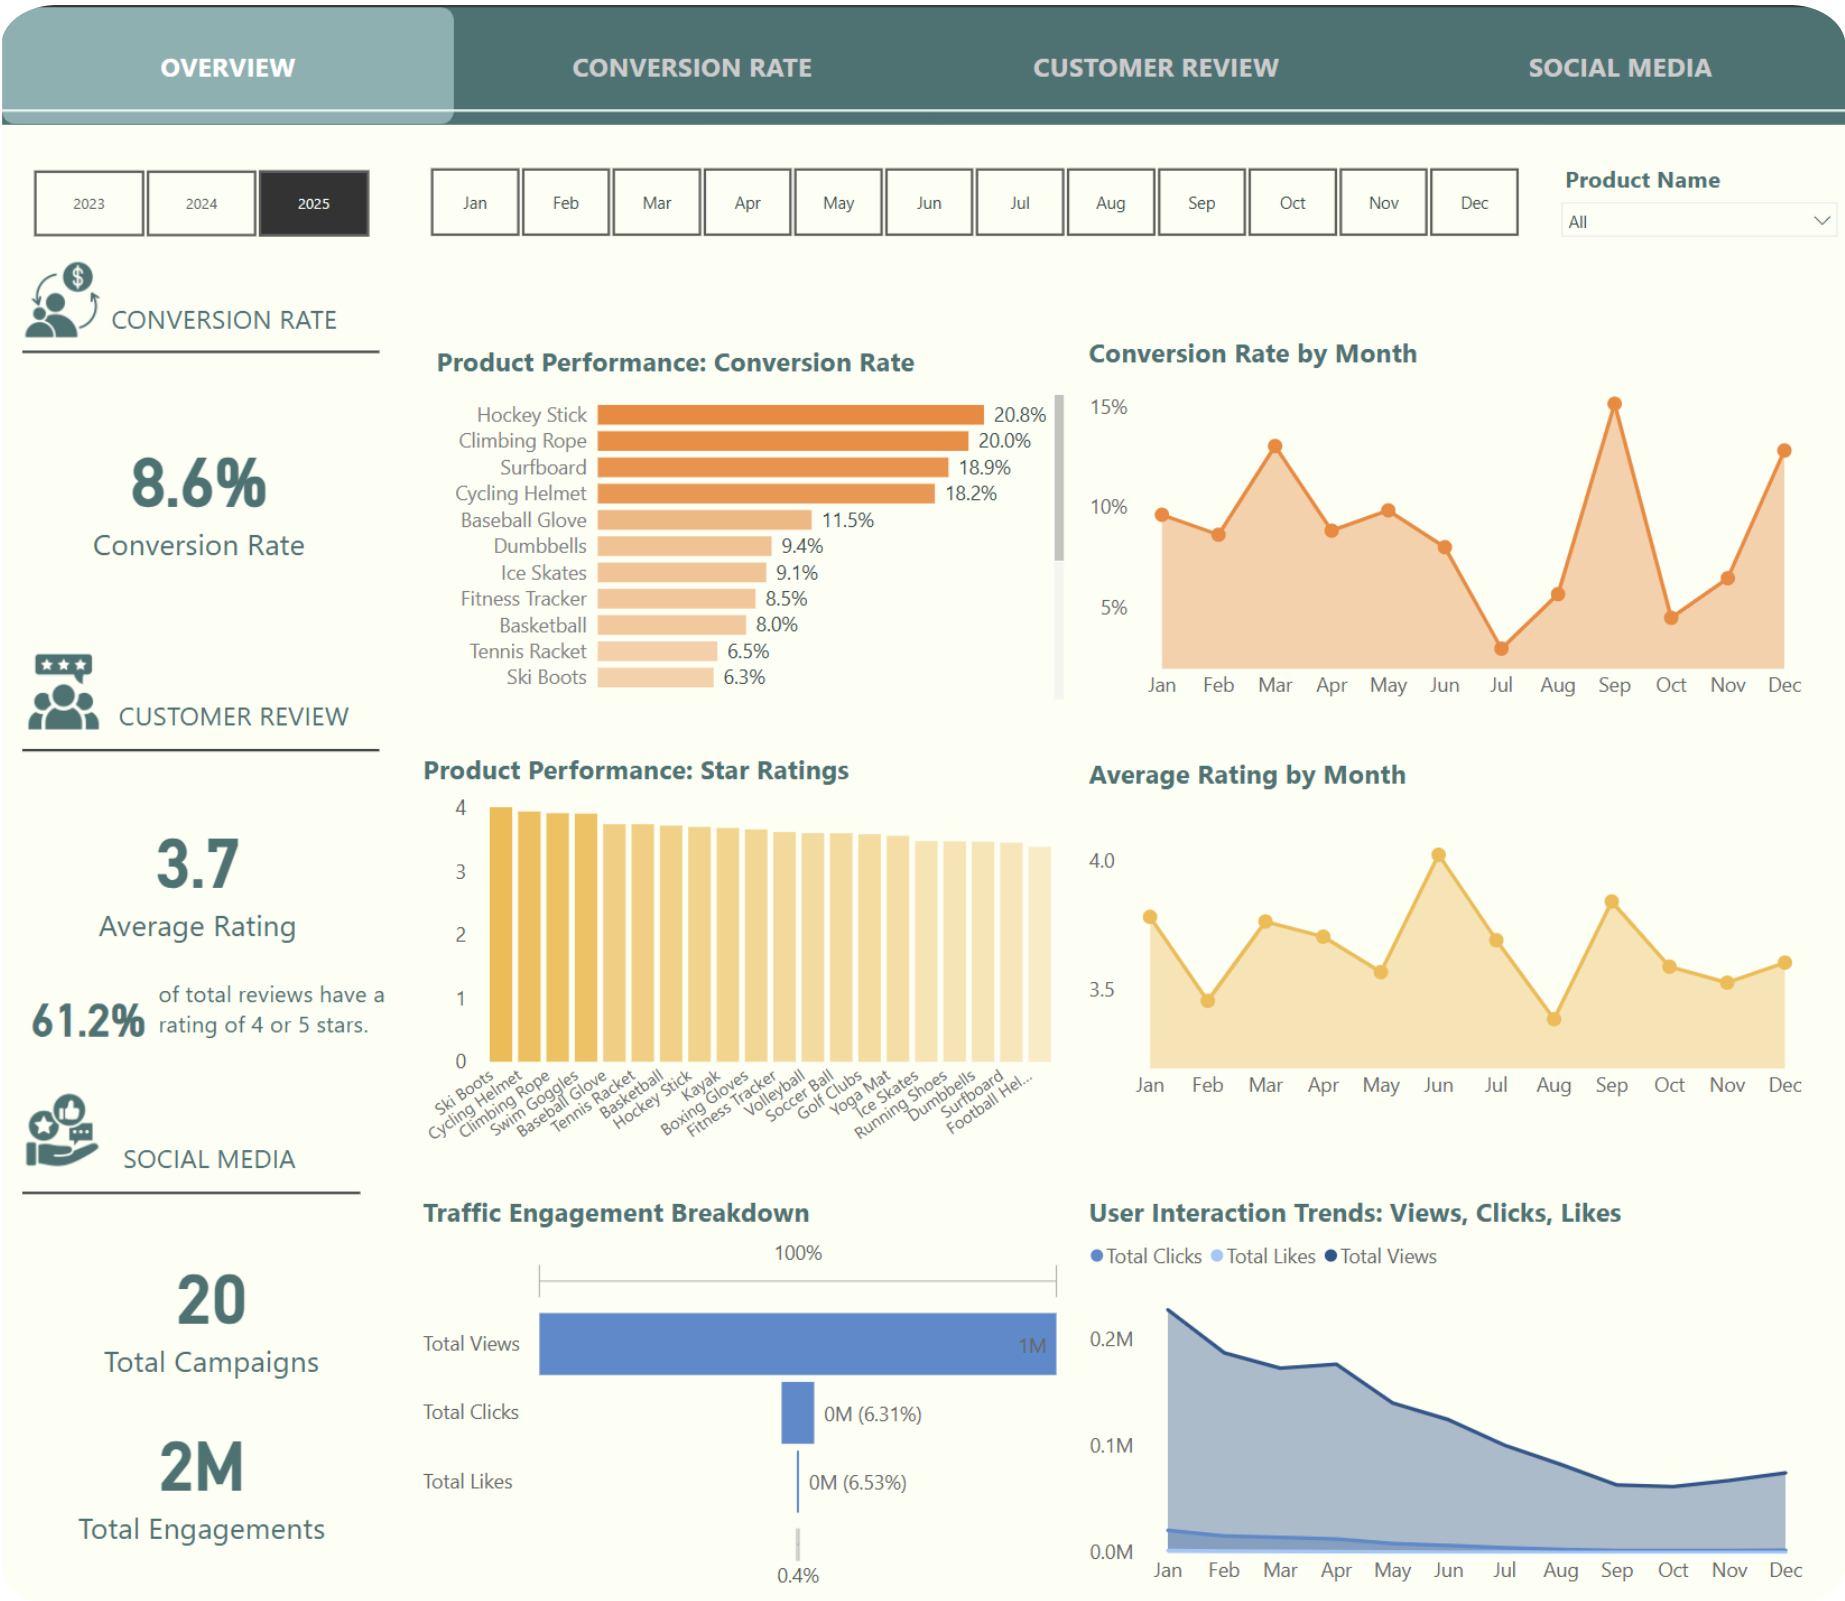 OVERVIEW
CONVERSION RATE
CUSTOMER REVIEW
SOCIAL MEDIA
2023
2024
2025
Jan
Feb
Mar
Apr
May
Jun
Jul
Aug
Sep
Oct
Nov
Dec
Product Name
All
$
CONVERSION RATE
8.6%
Conversion Rate
Product Performance: Conversion Rate
Hockey Stick 20.8%
Climbing Rope 20.0%
Surfboard 18.9%
Cycling Helmet 18.2%
Baseball Glove 11.5%
Dumbbells 9.4%
Ice Skates 9.1%
Fitness Tracker 8.5%
Basketball 8.0%
Tennis Racket 6.5%
Ski Boots 6.3%
Conversion Rate by Month
15%
10%
5%
Jan Feb Mar Apr May Jun Jul Aug Sep Oct Nov Dec
CUSTOMER REVIEW
3.7
Average Rating
61.2%
of total reviews have a
rating of 4 or 5 stars.
Product Performance: Star Ratings
4
3
2
1
0
Ski Boots
Cycling Helmet
Climbing Rope
Swim Goggles
Baseball Glove
Tennis Racket
Basketball
Hockey Stick
Kayak
Boxing Gloves
Fitness Tracker
Volleyball
Soccer Ball
Golf Clubs
Yoga Mat
Ice Skates
Running Shoes
Dumbbells
Surfboard
Football Hel...
Average Rating by Month
4.0
3.5
Jan Feb Mar Apr May Jun Jul Aug Sep Oct Nov Dec
SOCIAL MEDIA
20
Total Campaigns
2M
Total Engagements
Traffic Engagement Breakdown
100%
Total Views 1M
Total Clicks 0M (6.31%)
Total Likes 0M (6.53%)
0.4%
User Interaction Trends: Views, Clicks, Likes
Total Clicks Total Likes Total Views
0.2M
0.1M
0.0M
Jan Feb Mar Apr May Jun Jul Aug Sep Oct Nov Dec